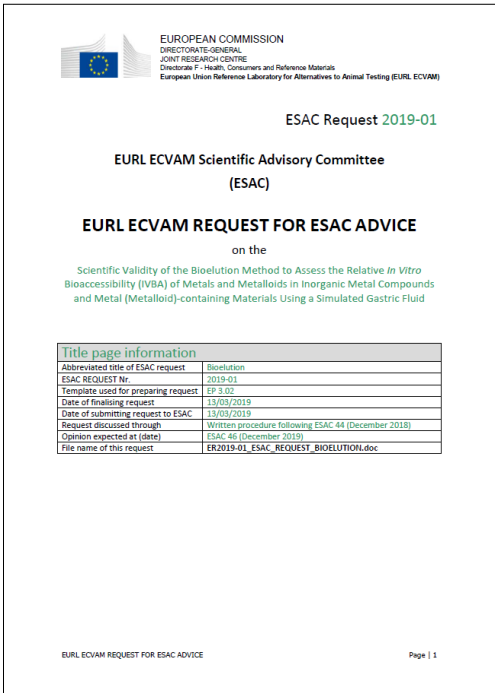 EUROPEAN COMMISSION
DIRECTORATE-GENERAL
JOINT RESEARCH CENTRE
Directorate F - Health, Consumers and Reference Materials
European Union Reference Laboratory for Alternatives to Animal Testing (EURL ECVAM)
ESAC Request 2019-01
EURL ECVAM Scientific Advisory Committee
(ESAC)
EURL ECVAM REQUEST FOR ESAC ADVICE
on the
Scientific Validity of the Bioelution Method to Assess the Relative In Vitro
Bioaccessibility (IVBA) of Metals and Metalloids in Inorganic Metal Compounds
and Metal (Metalloid)-containing Materials Using a Simulated Gastric Fluid
Title page information
Abbreviated title of ESAC request Bioelution
ESAC REQUEST Nr. 2019-01
Template used for preparing request EP 3.02
Date of finalising request 13/03/2019
Date of submitting request to ESAC 13/03/2019
Request discussed through Written procedure following ESAC 44 (December 2018)
Opinion expected at (date) ESAC 46 (December 2019)
File name of this request ER2019-01_ESAC_REQUEST_BIOELUTION.doc
EURL ECVAM REQUEST FOR ESAC ADVICE Page | 1